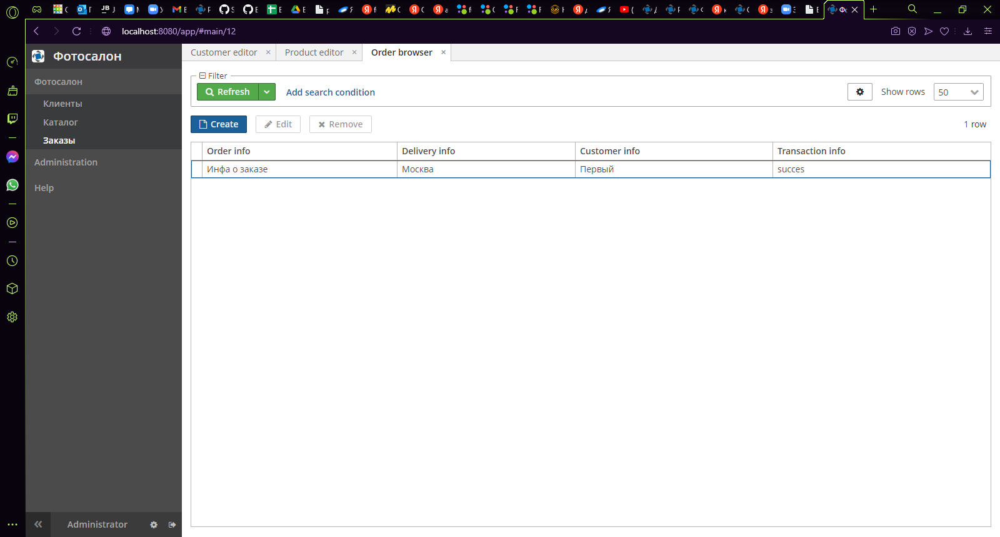 localhost:8080/app/#main/12
Фотосалон
Customer editor Product editor Order browser
Фотосалон
Клиенты
Каталог
Заказы
Administration
Help
Filter
Refresh Add search condition Show rows 50
Create Edit Remove 1 row
Order info Delivery info Customer info Transaction info
Инфа о заказе Москва Первый succes
Administrator